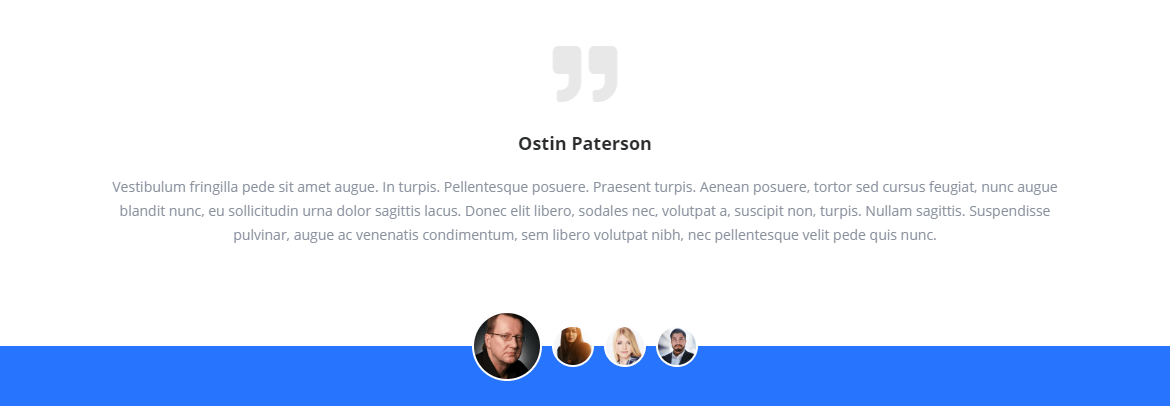 Ostin Paterson
Vestibulum fringilla pede sit amet augue. In turpis. Pellentesque posuere. Praesent turpis. Aenean posuere, tortor sed cursus feugiat, nunc augue
blandit nunc, eu sollicitudin urna dolor sagittis lacus. Donec elit libero, sodales nec, volutpat a, suscipit non, turpis. Nullam sagittis. Suspendisse
pulvinar, augue ac venenatis condimentum, sem libero volutpat nibh, nec pellentesque velit pede quis nunc.